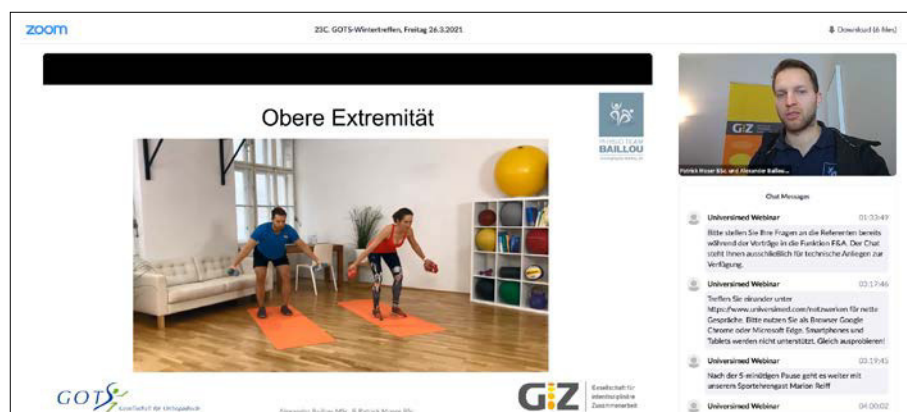 zoom
23C. GOTS-Wintertreffen, Freitag 26.3.2021
Download (6 files)
Obere Extremität
PHYSIO TEAM
BAILLOU
GOTS
GIZ
Gesellschaft für
interdisziplinäre
Zusammenarbeit
GIZ
Patrick Moser BSc. und Alexander Baillou...
Chat Messages
Universimed Webinar 01:33:49
Bitte stellen Sie Ihre Fragen an die Referenten bereits
während der Vorträge in die Funktion F&A. Der Chat
steht Ihnen ausschließlich für technische Anliegen zur
Verfügung.
Universimed Webinar 03:17:46
Treffen Sie einander unter
https://www.universimed.com/netzwerken für nette
Gespräche. Bitte nutzen Sie als Browser Google
Chrome oder Microsoft Edge. Smartphones und
Tablets werden nicht unterstützt. Gleich ausprobieren!
Universimed Webinar 03:19:45
Nach der 5-minütigen Pause geht es weiter mit
unserem Sportehrengast Marion Reiff
Universimed Webinar 04:00:02